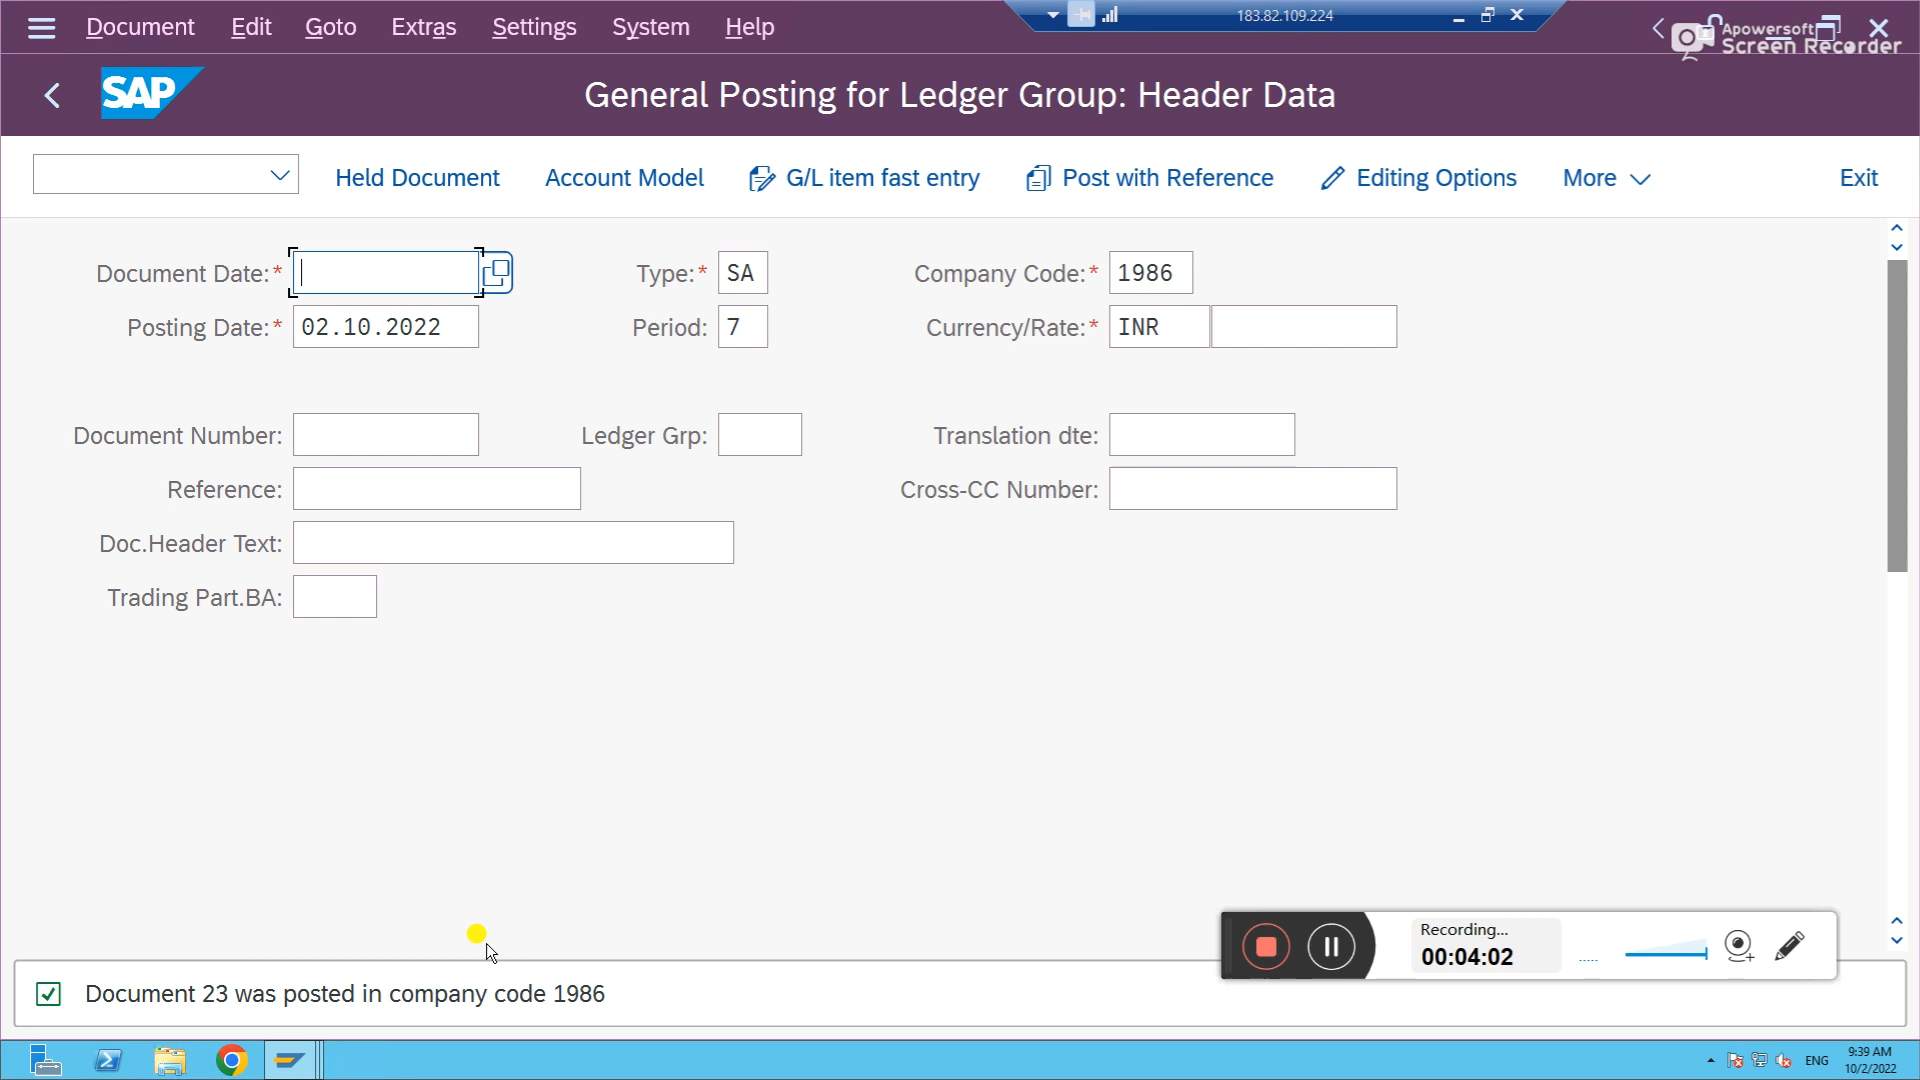 Document Edit Goto Extras Settings System Help
183.82.109.224
Apowersoft
Screen Recorder
SAP
General Posting for Ledger Group: Header Data
Held Document Account Model G/L item fast entry Post with Reference Editing Options More Exit
Document Date:* Type:* SA Company Code:* 1986
Posting Date:* 02.10.2022 Period: 7 Currency/Rate:* INR
Document Number: Ledger Grp: Translation dte:
Reference: Cross-CC Number:
Doc.Header Text:
Trading Part.BA:
Recording...
00:04:02
Document 23 was posted in company code 1986
ENG
9:39 AM
10/2/2022